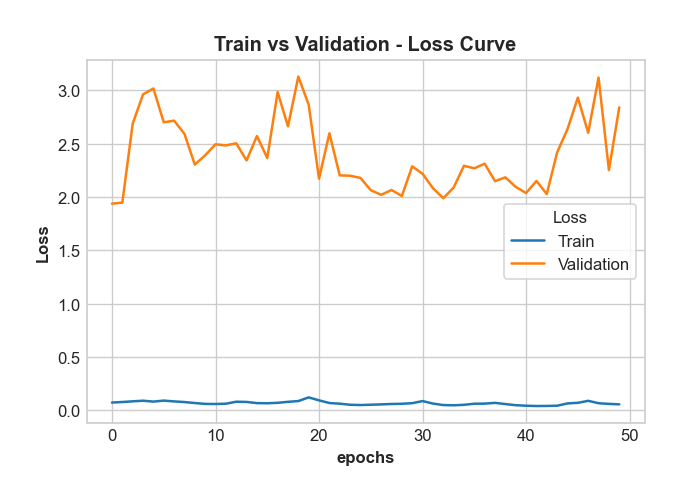 Train vs Validation - Loss Curve
3.0
2.5
2.0
1.5
1.0
0.5
0.0
Loss
Loss
Train
Validation
0 10 20 30 40 50
epochs